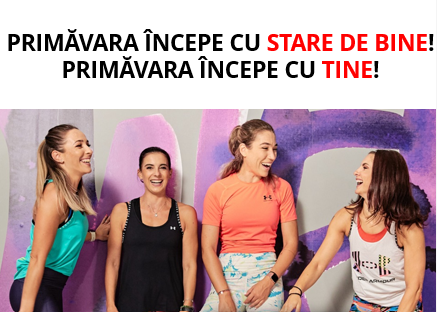 PRIMĂVARA ÎNCEPE CU STARE DE BINE!
PRIMĂVARA ÎNCEPE CU TINE!